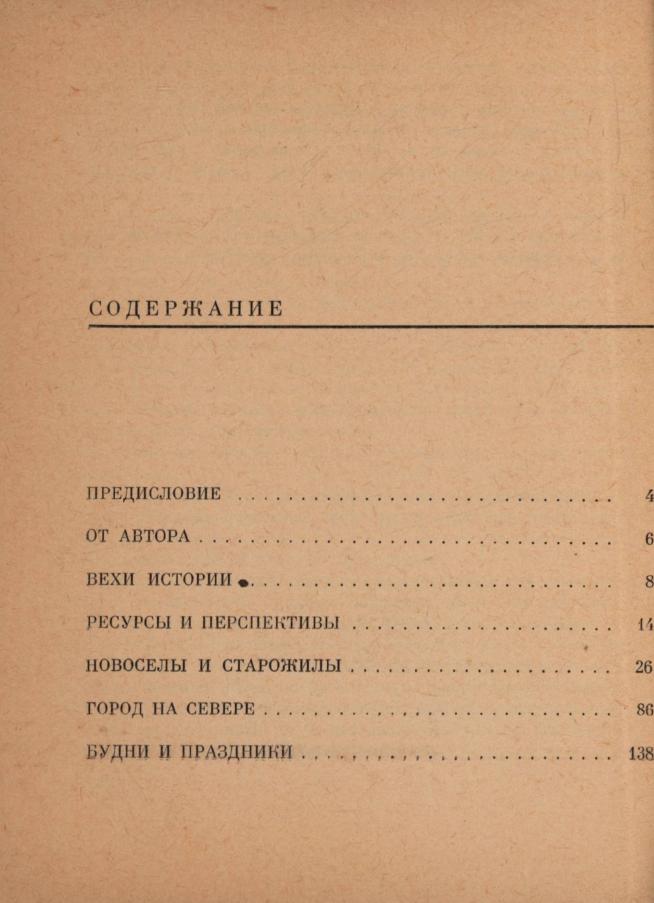 СОДЕРЖАНИЕ
ПРЕДИСЛОВИЕ . . . . . . . . . . . . . . . . . . . . . . . . . . . . . . 4
ОТ АВТОРА . . . . . . . . . . . . . . . . . . . . . . . . . . . . . . . . . 6
ВЕХИ ИСТОРИИ . . . . . . . . . . . . . . . . . . . . . . . . . . . . . 8
РЕСУРСЫ И ПЕРСПЕКТИВЫ . . . . . . . . . . . . . . . . . . . . . 14
НОВОСЕЛЫ И СТАРОЖИЛЫ . . . . . . . . . . . . . . . . . . . . . 26
ГОРОД НА СЕВЕРЕ . . . . . . . . . . . . . . . . . . . . . . . . . . . . 86
БУДНИ И ПРАЗДНИКИ . . . . . . . . . . . . . . . . . . . . . . . . . 138